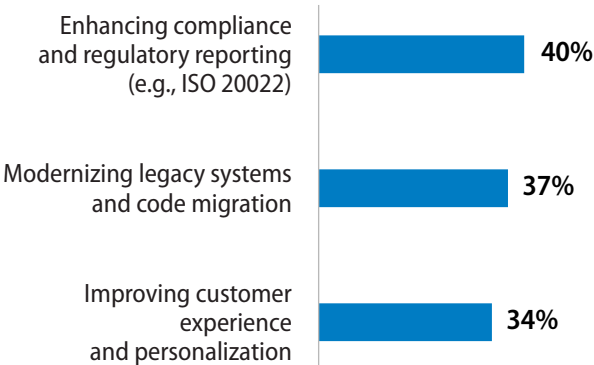 Enhancing compliance
and regulatory reporting
(e.g., ISO 20022)
40%
Modernizing legacy systems
and code migration
37%
Improving customer
experience
and personalization
34%